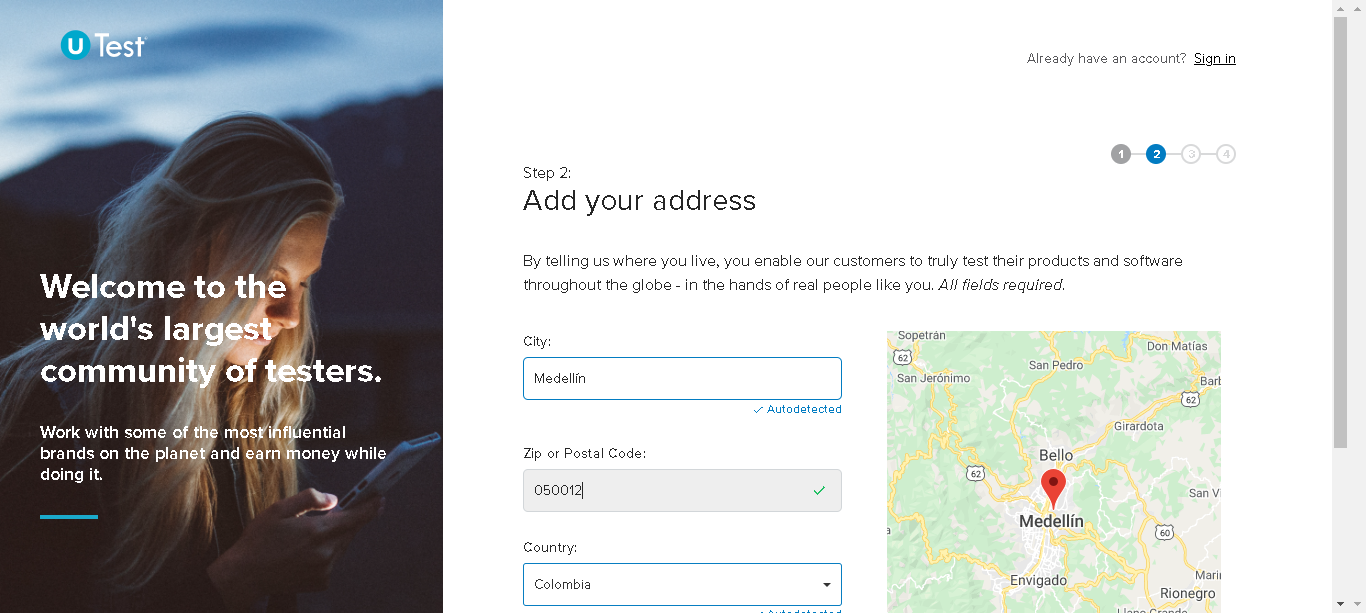 U Test
Already have an account? Sign in
1 2 3 4
Step 2:
Add your address
Welcome to the
world's largest
community of testers.
Work with some of the most influential
brands on the planet and earn money while
doing it.
By telling us where you live, you enable our customers to truly test their products and software
throughout the globe - in the hands of real people like you. All fields required.
City:
Medellín
Autodetected
Zip or Postal Code:
050012
Country:
Colombia
Autodetected
Sopetrán
62
Don Matías
San Pedro
San Jerónimo
Barb
62
Girardota
Bello
62
San Vi
Medellín
60
Envigado
Marin
Rionegro
Llano Grande